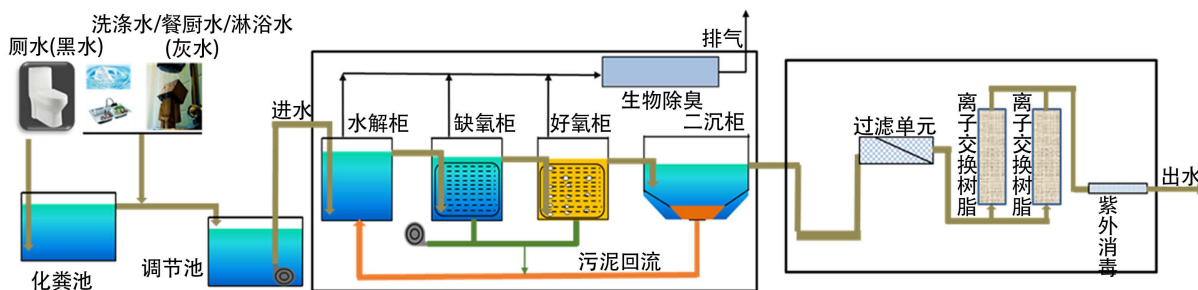 厕水(黑水)
洗涤水/餐厨水/淋浴水
(灰水)
化粪池
调节池
进水
水解柜
缺氧柜
好氧柜
二沉柜
生物除臭
排气
污泥回流
过滤单元
离子交换树脂
离子交换树脂
紫外消毒
出水